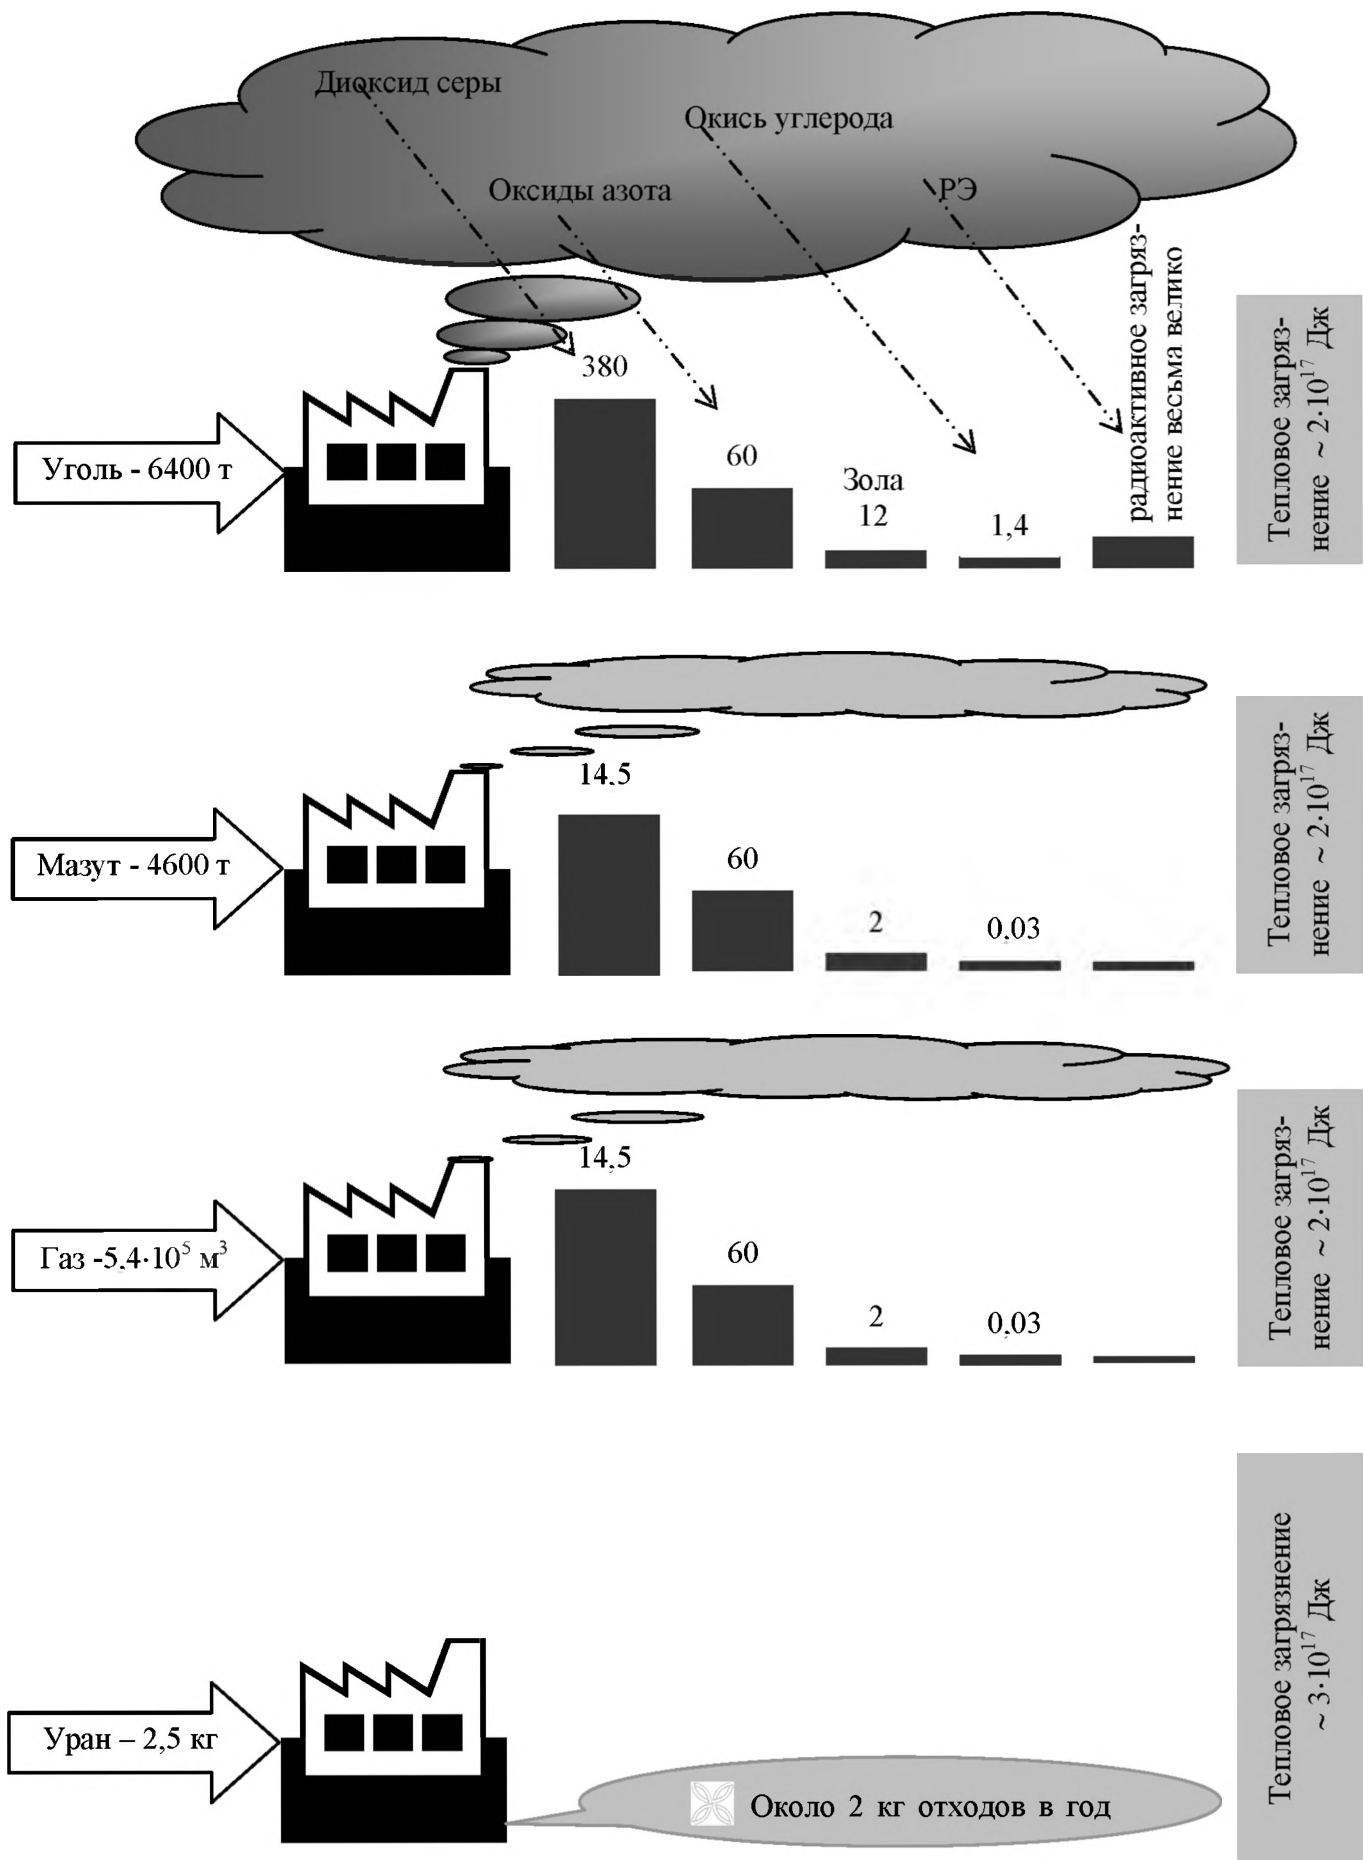 Диоксид серы
Окись углерода
Оксиды азота
РЭ
радиоактивное загряз-
нение весьма велико
380
60
Зола
12
1,4
Уголь - 6400 т
Тепловое загряз-
нение ~ 2·10¹⁷ Дж
14,5
60
2
0,03
Мазут - 4600 т
Тепловое загряз-
нение ~ 2·10¹⁷ Дж
14,5
60
2
0,03
Газ -5,4·10⁵ м³
Тепловое загряз-
нение ~ 2·10¹⁷ Дж
Уран – 2,5 кг
Около 2 кг отходов в год
Тепловое загрязнение
~ 3·10¹⁷ Дж